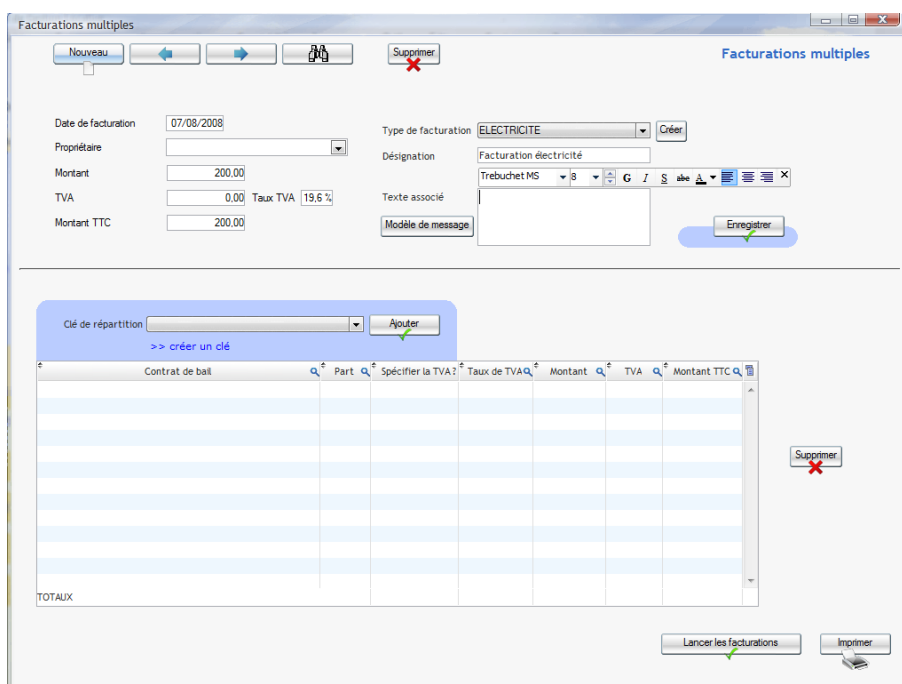 Facturations multiples
Nouveau
Supprimer
Facturations multiples
Date de facturation 07/08/2008
Type de facturation ELECTRICITE Créer
Propriétaire
Désignation Facturation électricité
Montant 200,00
Trebuchet MS 8 G I S abc A
TVA 0,00 Taux TVA 19,6 %
Texte associé
Montant TTC 200,00
Modèle de message
Enregistrer
Clé de répartition Ajouter
>> créer un clé
Contrat de bail Part Spécifier la TVA? Taux de TVA Montant TVA Montant TTC
Supprimer
TOTAUX
Lancer les facturations Imprimer